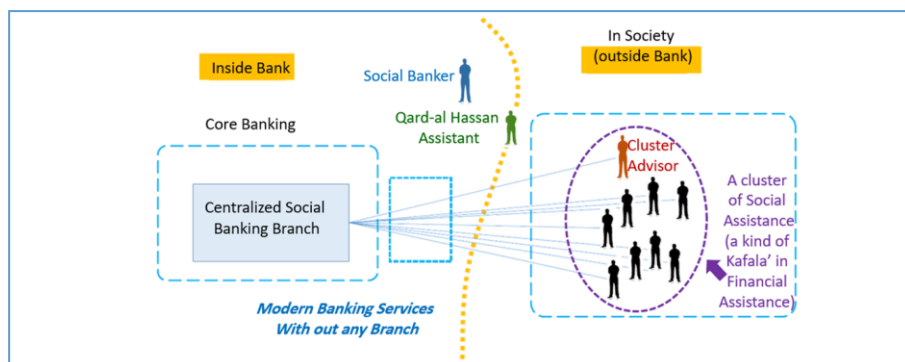 Inside Bank
Social Banker
In Society
(outside Bank)
Core Banking
Qard-al Hassan
Assistant
Centralized Social
Banking Branch
Cluster
Advisor
A cluster
of Social
Assistance
(a kind of
Kafala' in
Financial
Assistance)
Modern Banking Services
With out any Branch